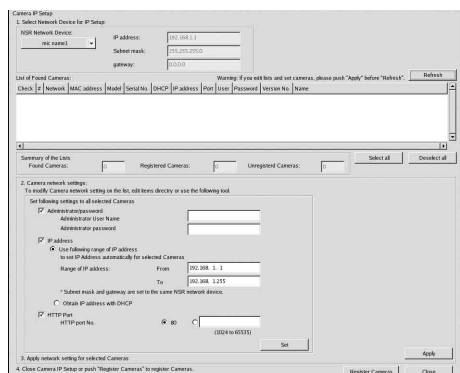 Camera IP Setup
1. Select Network Device for IP Setup
NSR Network Device:
mic name1
IP address:
192.168.1.1
Subnet mask:
255.255.255.0
gateway:
0.0.0.0
List of Found Cameras:
Warning: If you edit lists and set cameras, please push "Apply" before "Refresh".
Refresh
Check # Network MAC address Model Serial No. DHCP IP address Port User Password Version No. Name
Summary of the Lists
Found Cameras: 0 Registered Cameras: 0 Unregisterd Cameras: 0
Select all Deselect all
2. Camera network settings:
To modify Camera network setting on the list, edit items directry or use the following tool.
Set following settings to all selected Cameras
Administrator/password
Administrator User Name
Administrator password
IP address
Use following range of IP address
to set IP Address automatically for selected Cameras
Range of IP address: From 192.168. 1. 1
To 192.168. 1.255
* Subnet mask and gateway are set to the same NSR network device.
Obtain IP address with DHCP
HTTP Port
HTTP port No. 80
(1024 to 65535)
Set
3. Apply network setting for selected Cameras
Apply
4. Close Camera IP Setup or push "Register Cameras" to register Cameras.
Register Cameras Close